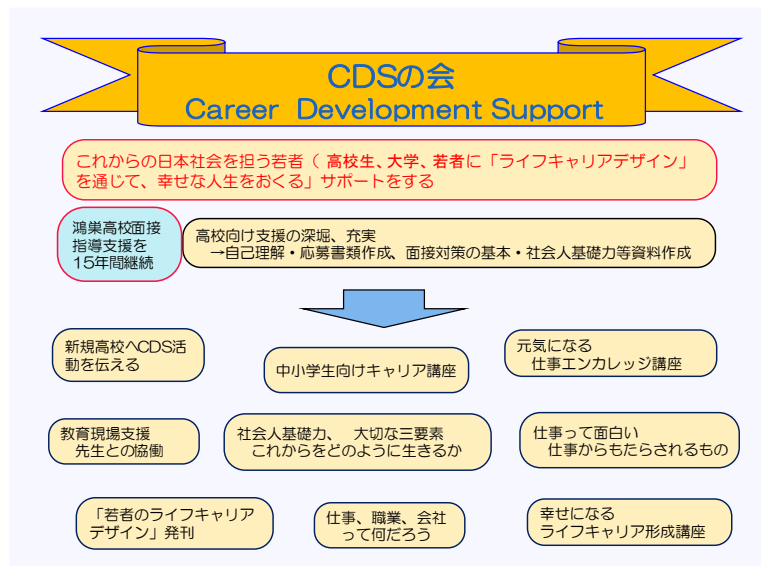 CDSの会
Career Development Support
これからの日本社会を担う若者（ 高校生、大学、若者に「ライフキャリアデザイン」
を通じて、幸せな人生をおくる」サポートをする
鴻巣高校面接
指導支援を
15年間継続
高校向け支援の深堀、充実
→自己理解・応募書類作成、面接対策の基本・社会人基礎力等資料作成
新規高校へCDS活
動を伝える
中小学生向けキャリア講座
元気になる
仕事エンカレッジ講座
教育現場支援
先生との協働
社会人基礎力、　大切な三要素
これからをどのように生きるか
仕事って面白い
仕事からもたらされるもの
「若者のライフキャリア
デザイン」発刊
仕事、職業、会社
って何だろう
幸せになる
ライフキャリア形成講座